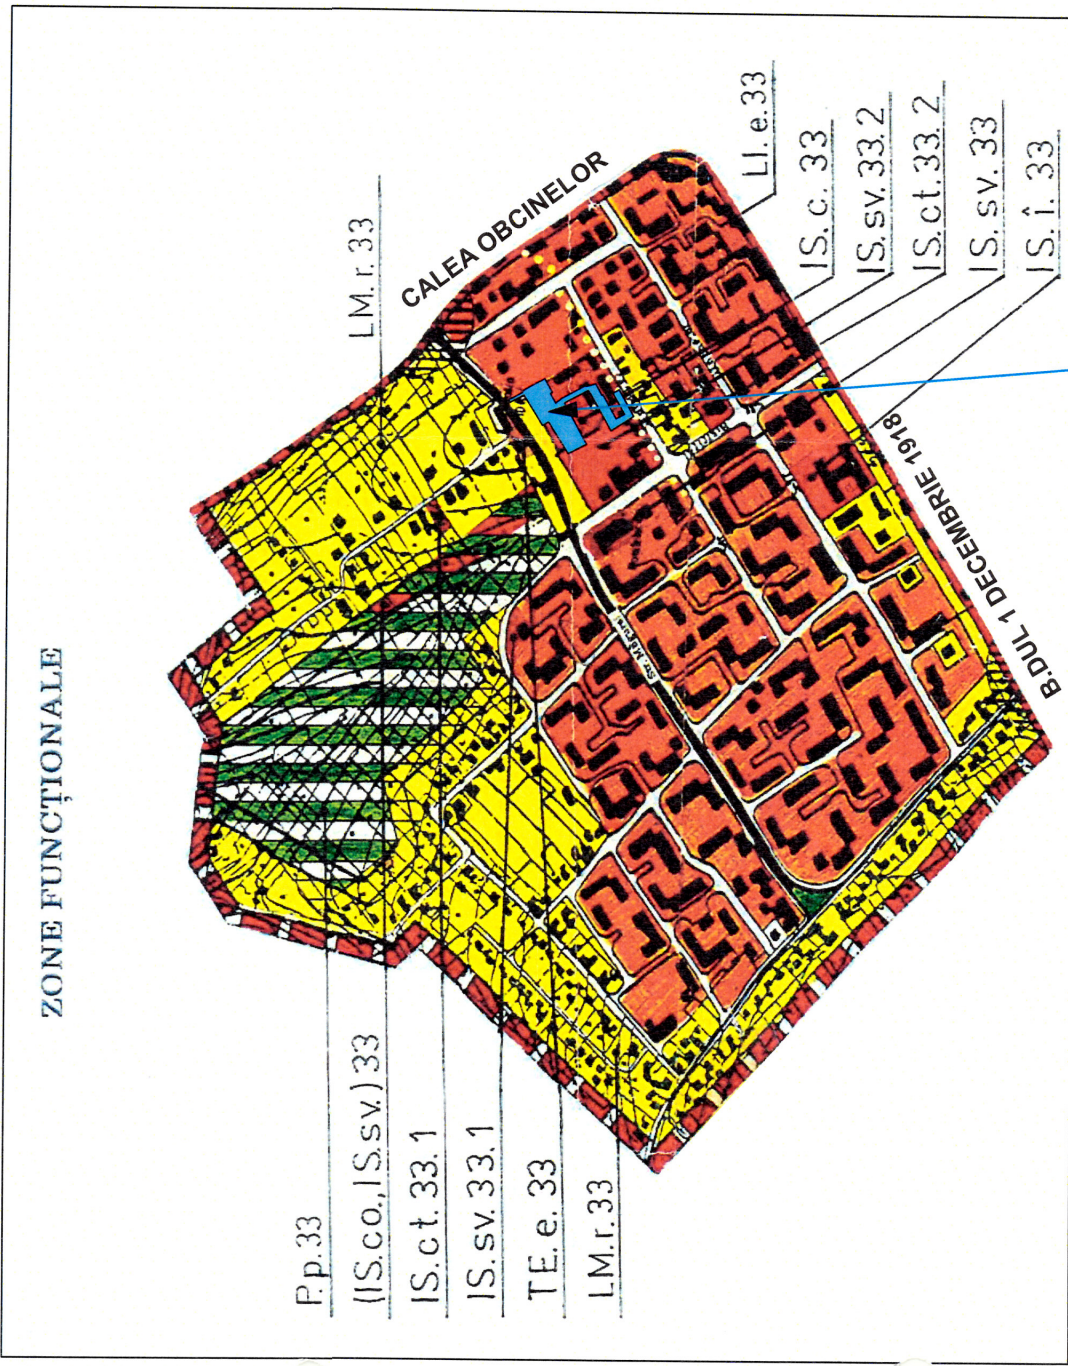 ZONE FUNCȚIONALE
P.p.33
(IS.co.,IS.sv.) 33
IS.ct.33.1
IS.sv.33.1
TE.e.33
LM.r.33
LM.r.33
CALEA OBCINELOR
LI.e.33
IS.c.33
IS.sv.33.2
IS.ct.33.2
IS.sv.33
IS.î.33
B.DUL 1 DECEMBRIE 1918
Str. Mărgurei